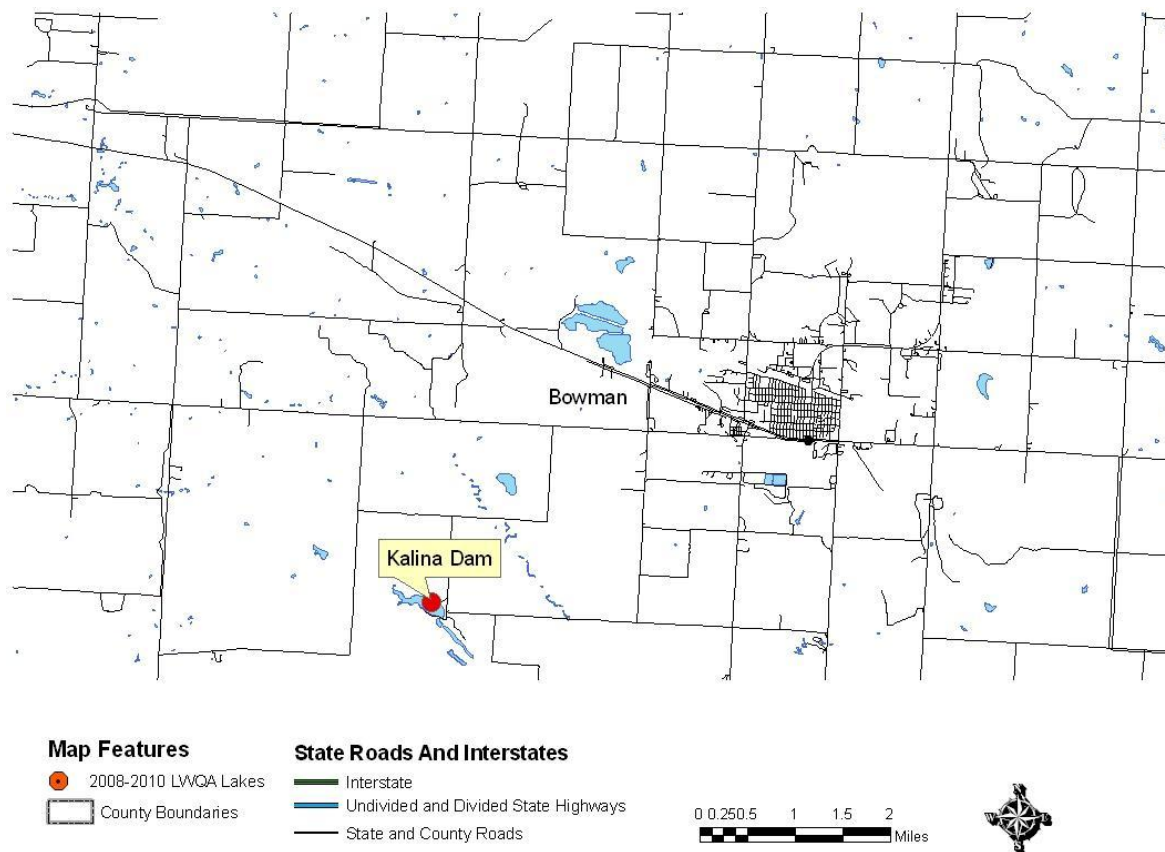 Bowman
Kalina Dam
Map Features
2008-2010 LWQA Lakes
County Boundaries
State Roads And Interstates
Interstate
Undivided and Divided State Highways
State and County Roads
0 0.250.5 1 1.5 2
Miles
N
W E
S